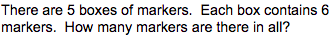 There are 5 boxes of markers.  Each box contains 6
markers.  How many markers are there in all?